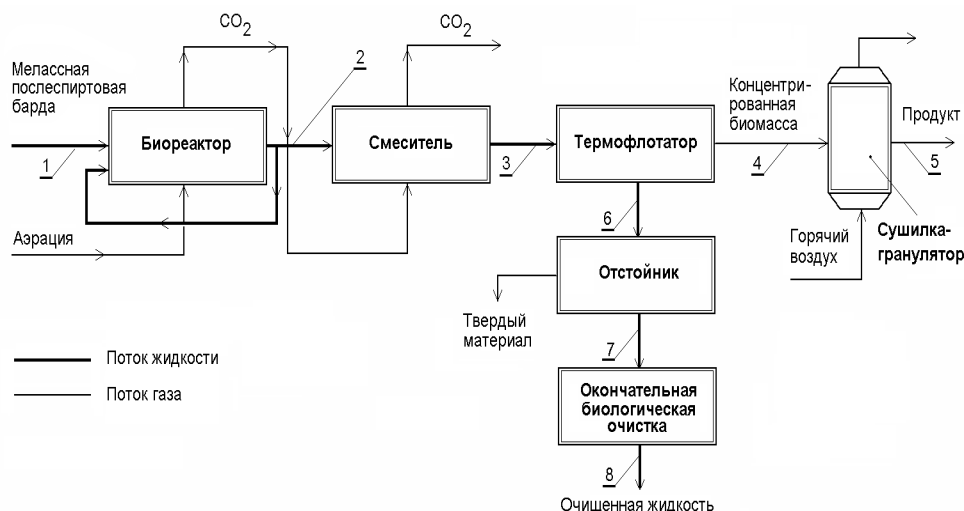 CO2
CO2
2
Мелассная
послеспиртовая
барда
Биореактор
Смеситель
Термофлотатор
Концентри-
рованная
биомасса
Продукт
1
3
4
5
6
Аэрация
Горячий
воздух
Сушилка-
гранулятор
Отстойник
Твердый
материал
7
Поток жидкости
Поток газа
Окончательная
биологическая
очистка
8
Очищенная жидкость